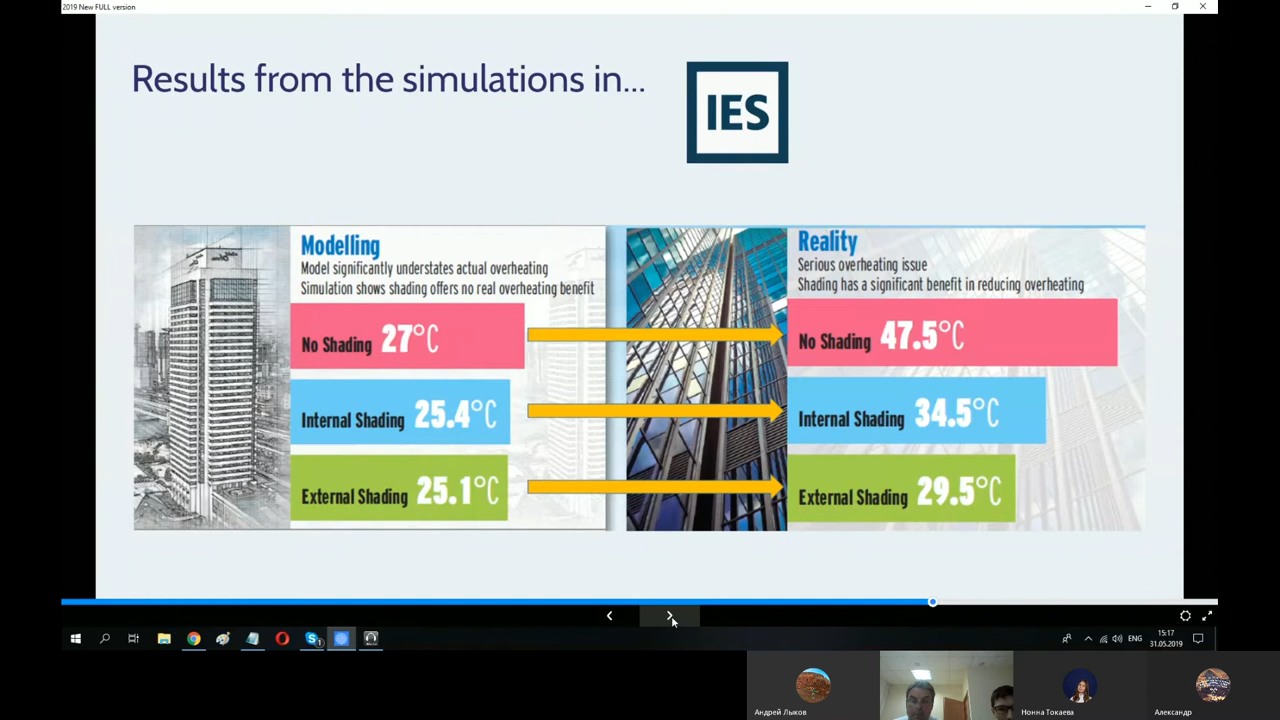 2019 New FULL version
Results from the simulations in...
IES
Modelling
Model significantly understates actual overheating
Simulation shows shading offers no real overheating benefit
No Shading 27°C
Internal Shading 25.4°C
External Shading 25.1°C
Reality
Serious overheating issue
Shading has a significant benefit in reducing overheating
No Shading 47.5°C
Internal Shading 34.5°C
External Shading 29.5°C
ENG
15:17
31.05.2019
Андрей Лыков
Нонна Токаева
Александр